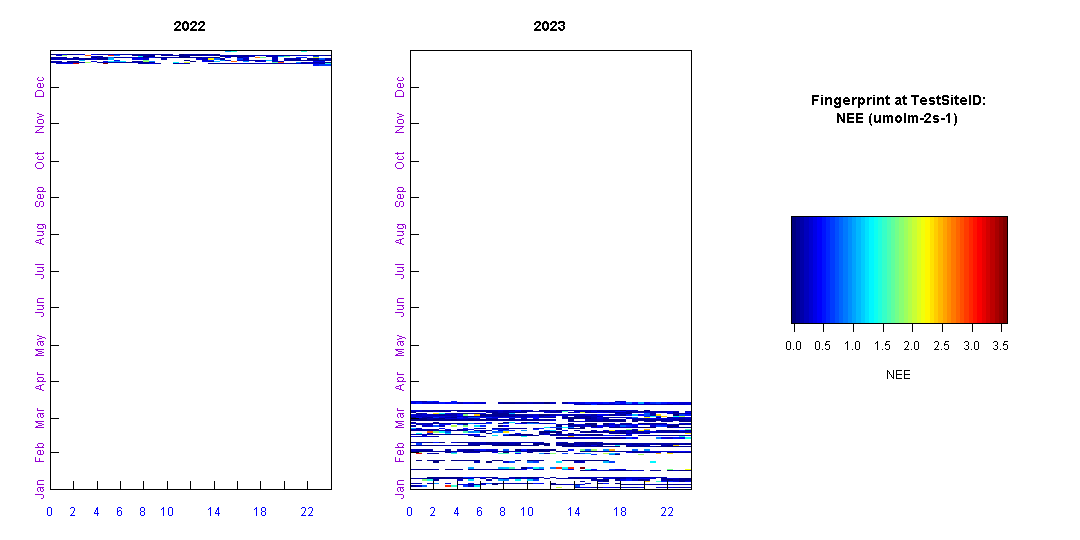 2022
2023
Dec
Nov
Oct
Sep
Aug
Jul
Jun
May
Apr
Mar
Feb
Jan
0 2 4 6 8 10 14 18 22
Dec
Nov
Oct
Sep
Aug
Jul
Jun
May
Apr
Mar
Feb
Jan
0 2 4 6 8 10 14 18 22
Fingerprint at TestSiteID:
NEE (umolm-2s-1)
0.0 0.5 1.0 1.5 2.0 2.5 3.0 3.5
NEE